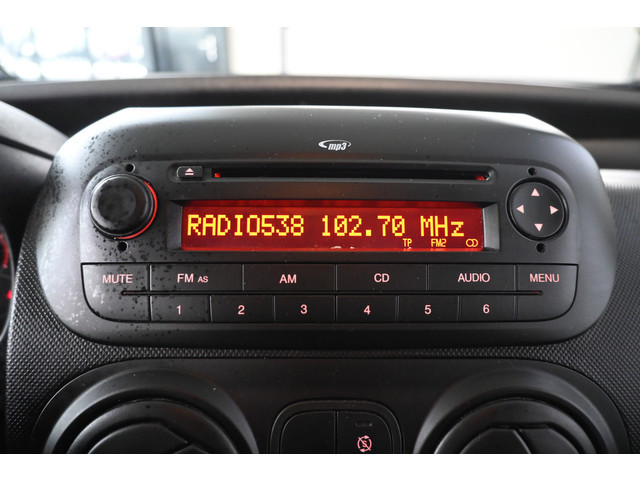 mp3
RADIO538 102.70 MHz
TP FM2
MUTE FM AS AM CD AUDIO MENU
1 2 3 4 5 6
S